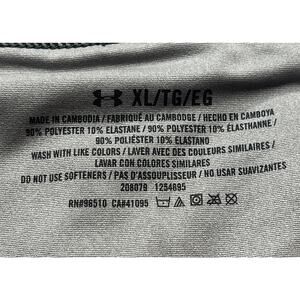 XL/TG/EG
MADE IN CAMBODIA / FABRIQUÉ AU CAMBODGE / HECHO EN CAMBOYA
90% POLYESTER 10% ELASTANE / 90% POLYESTER 10% ÉLASTHANNE /
90% POLIÉSTER 10% ELASTANO
WASH WITH LIKE COLORS / LAVER AVEC DES COULEURS SIMILAIRES /
LAVAR CON COLORES SIMILARES
DO NOT USE SOFTENERS / PAS D'ASSOUPLISSEUR / NO USAR SUAVIZANTES
208079 1254895
RN#96510 CA#41095